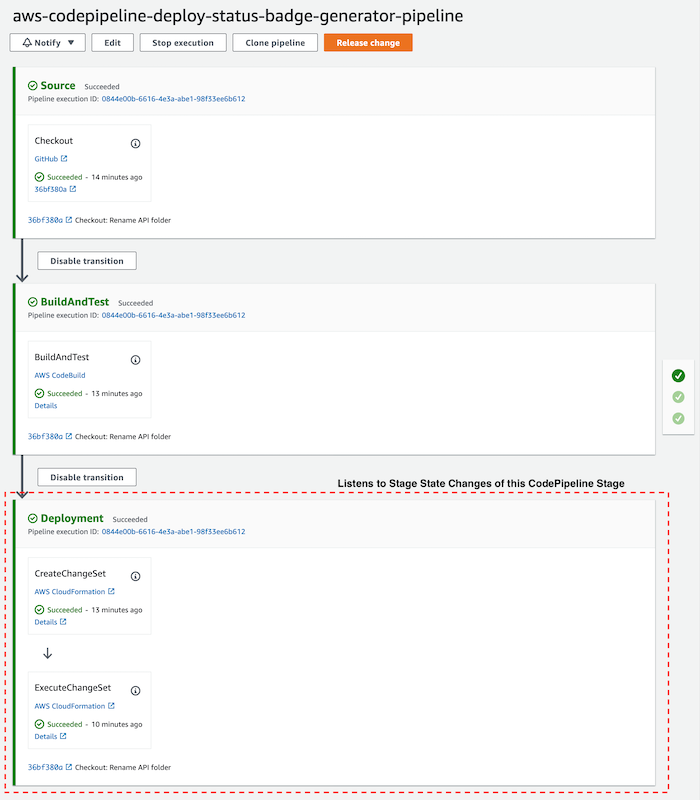 aws-codepipeline-deploy-status-badge-generator-pipeline
Notify Edit Stop execution Clone pipeline Release change
Source Succeeded
Pipeline execution ID: 0844e00b-6616-4e3a-abe1-98f33ee6b612
Checkout
GitHub
Succeeded - 14 minutes ago
36bf380a
36bf380a Checkout: Rename API folder
Disable transition
BuildAndTest Succeeded
Pipeline execution ID: 0844e00b-6616-4e3a-abe1-98f33ee6b612
BuildAndTest
AWS CodeBuild
Succeeded - 13 minutes ago
Details
36bf380a Checkout: Rename API folder
Disable transition
Listens to Stage State Changes of this CodePipeline Stage
Deployment Succeeded
Pipeline execution ID: 0844e00b-6616-4e3a-abe1-98f33ee6b612
CreateChangeSet
AWS CloudFormation
Succeeded - 13 minutes ago
Details
ExecuteChangeSet
AWS CloudFormation
Succeeded - 10 minutes ago
Details
36bf380a Checkout: Rename API folder